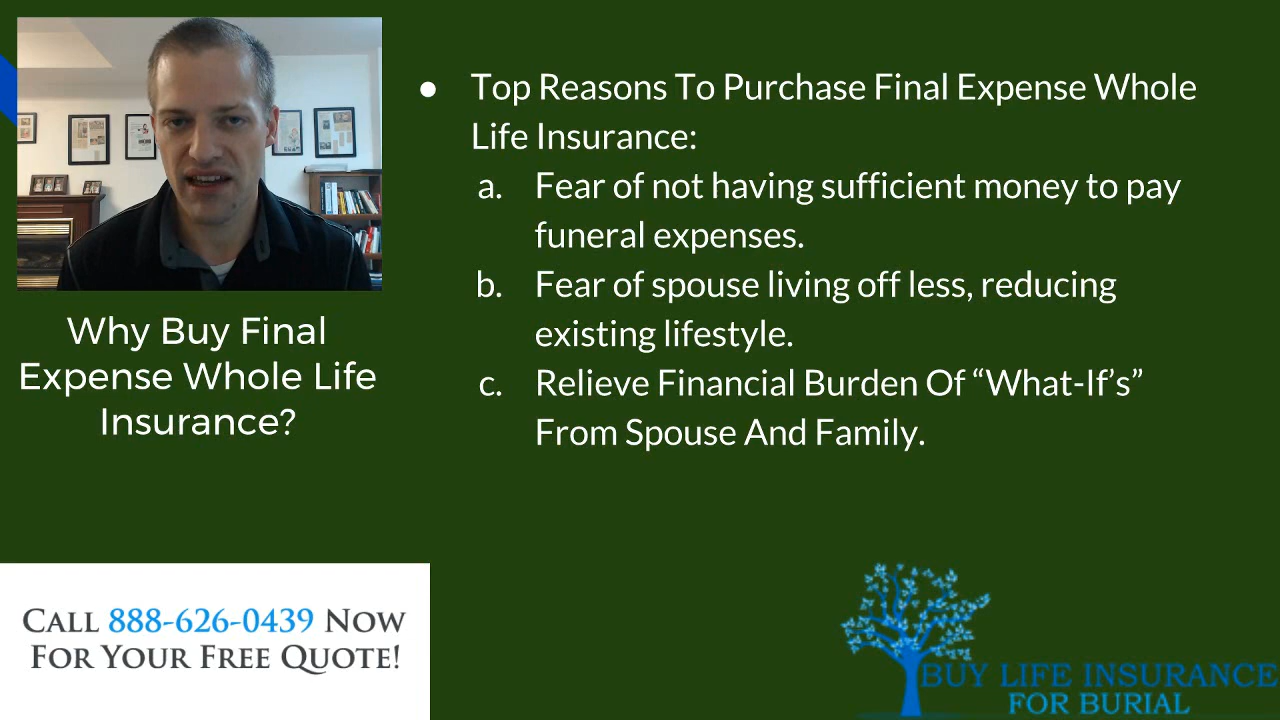 ● Top Reasons To Purchase Final Expense Whole
Life Insurance:
a. Fear of not having sufficient money to pay
funeral expenses.
b. Fear of spouse living off less, reducing
existing lifestyle.
c. Relieve Financial Burden Of “What-If’s”
From Spouse And Family.
Why Buy Final
Expense Whole Life
Insurance?
CALL 888-626-0439 NOW
FOR YOUR FREE QUOTE!
BUY LIFE INSURANCE
FOR BURIAL